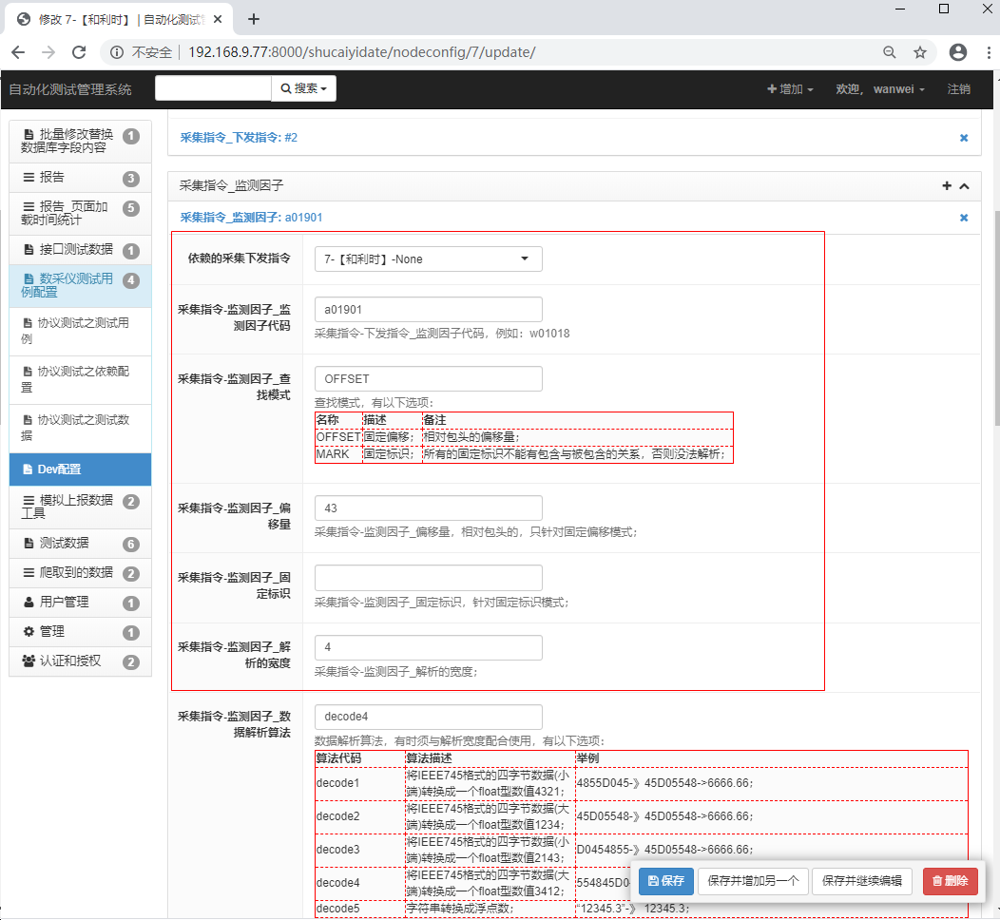 修改 7-【和利时】 | 自动化测试
不安全 | 192.168.9.77:8000/shucaiyidate/nodeconfig/7/update/
自动化测试管理系统 搜索 增加 欢迎, wanwei 注销
批量修改替换
数据库字段内容 1
报告 3
报告_页面加
载时间统计 5
接口测试数据 1
数采仪测试用
例配置 4
协议测试之测试用
例
协议测试之依赖配
置
协议测试之测试数
据
Dev配置
模拟上报数据
工具 2
测试数据 6
爬取到的数据 2
用户管理 1
管理 1
认证和授权 2
采集指令_下发指令: #2
采集指令_监测因子
采集指令_监测因子: a01901
依赖的采集下发指令 7-【和利时】-None
采集指令-监测因子_监
测因子代码
a01901
采集指令-下发指令_监测因子代码，例如：w01018
采集指令-监测因子_查
找模式
OFFSET
查找模式，有以下选项：
名称 描述 备注
OFFSET 固定偏移； 相对包头的偏移量；
MARK 固定标识； 所有的固定标识不能有包含与被包含的关系，否则没法解析；
采集指令-监测因子_偏
移量
43
采集指令-监测因子_偏移量，相对包头的，只针对固定偏移模式；
采集指令-监测因子_固
定标识
采集指令-监测因子_固定标识，针对固定标识模式；
采集指令-监测因子_解
析的宽度
4
采集指令-监测因子_解析的宽度；
采集指令-监测因子_数
据解析算法
decode4
数据解析算法，有时须与解析宽度配合使用，有以下选项：
算法代码 算法描述 举例
decode1 将IEEE745格式的四字节数据(小
端)转换成一个float型数值4321； 4855D045-》45D05548->6666.66;
decode2 将IEEE745格式的四字节数据(大
端)转换成一个float型数值1234； 45D05548-》45D05548->6666.66;
decode3 将IEEE745格式的四字节数据(小
端)转换成一个float型数值2143； D0454855-》45D05548->6666.66;
decode4 将IEEE745格式的四字节数据(大
端)转换成一个float型数值3412； 554845D0
decode5 字符串转换成浮点数； "12345.3"-》12345.3;
保存 保存并增加另一个 保存并继续编辑 删除